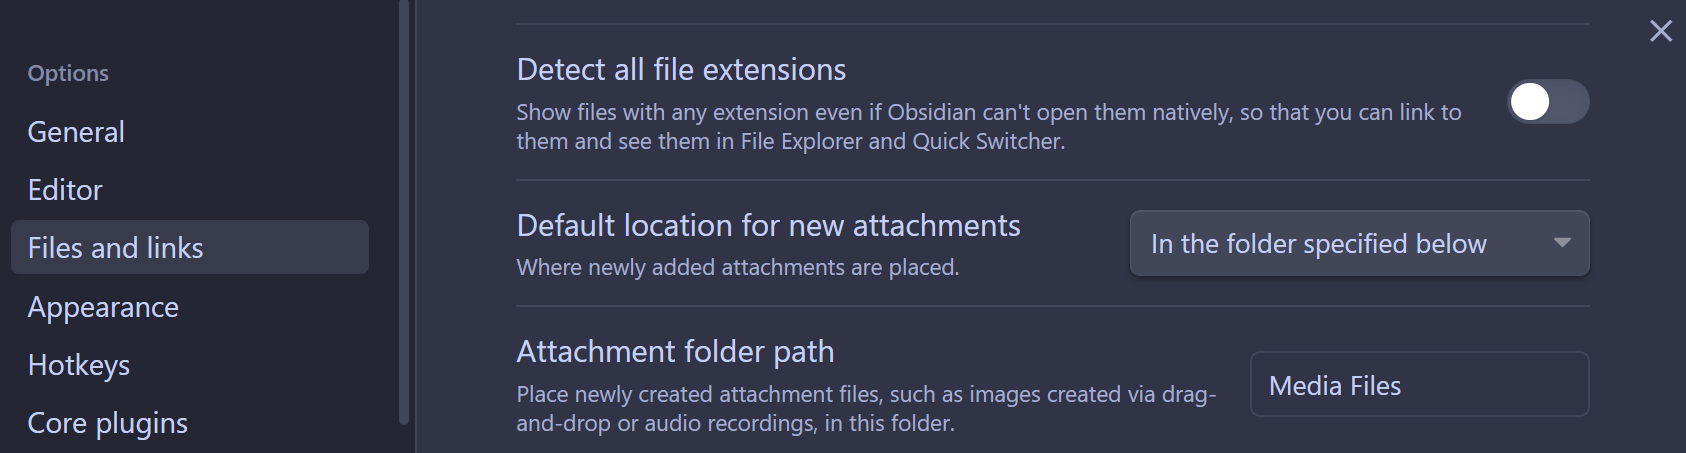 Options
General
Editor
Files and links
Appearance
Hotkeys
Core plugins
Detect all file extensions
Show files with any extension even if Obsidian can't open them natively, so that you can link to
them and see them in File Explorer and Quick Switcher.
Default location for new attachments
Where newly added attachments are placed.
In the folder specified below
Attachment folder path
Place newly created attachment files, such as images created via drag-
and-drop or audio recordings, in this folder.
Media Files